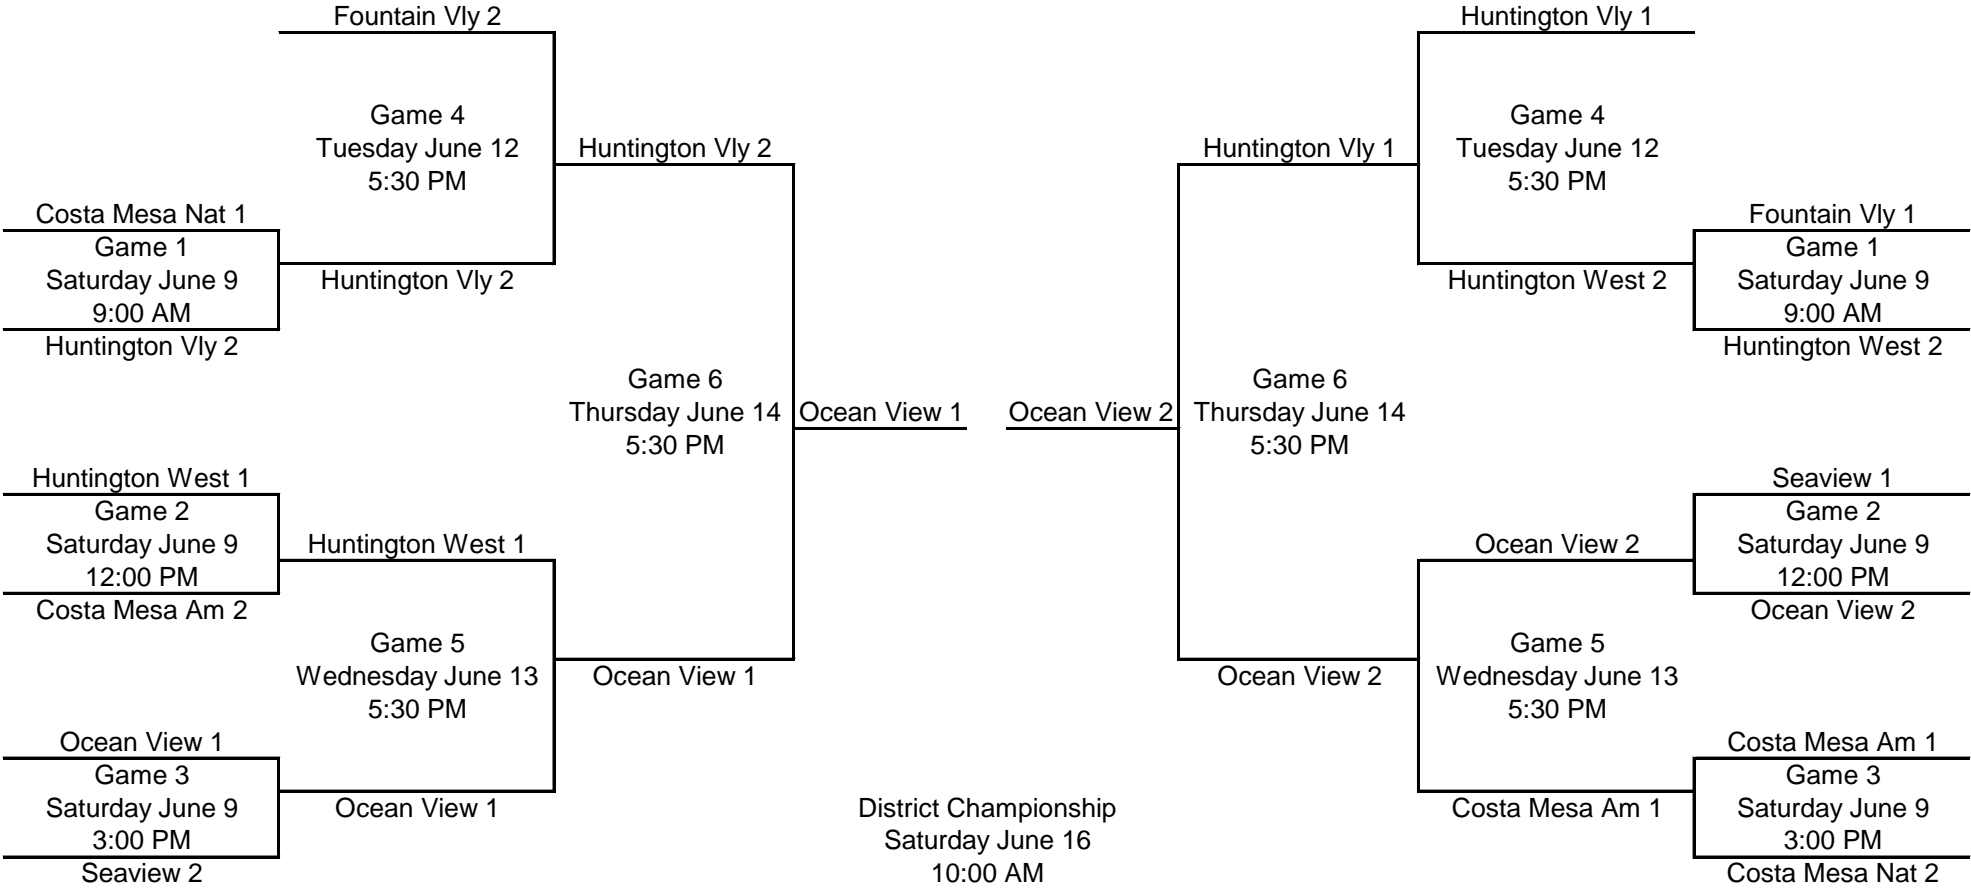 Fountain Vly 2
Game 4
Tuesday June 12
5:30 PM
Huntington Vly 2
Costa Mesa Nat 1
Game 1
Saturday June 9
9:00 AM
Huntington Vly 2
Huntington Vly 2
Game 6
Thursday June 14
5:30 PM
Ocean View 1
Huntington West 1
Game 2
Saturday June 9
12:00 PM
Costa Mesa Am 2
Huntington West 1
Game 5
Wednesday June 13
5:30 PM
Ocean View 1
Ocean View 1
Game 3
Saturday June 9
3:00 PM
Seaview 2
Ocean View 1
District Championship
Saturday June 16
10:00 AM
Huntington Vly 1
Game 4
Tuesday June 12
5:30 PM
Huntington Vly 1
Fountain Vly 1
Game 1
Saturday June 9
9:00 AM
Huntington West 2
Huntington West 2
Ocean View 2
Game 6
Thursday June 14
5:30 PM
Seaview 1
Game 2
Saturday June 9
12:00 PM
Ocean View 2
Ocean View 2
Game 5
Wednesday June 13
5:30 PM
Ocean View 2
Costa Mesa Am 1
Game 3
Saturday June 9
3:00 PM
Costa Mesa Nat 2
Costa Mesa Am 1